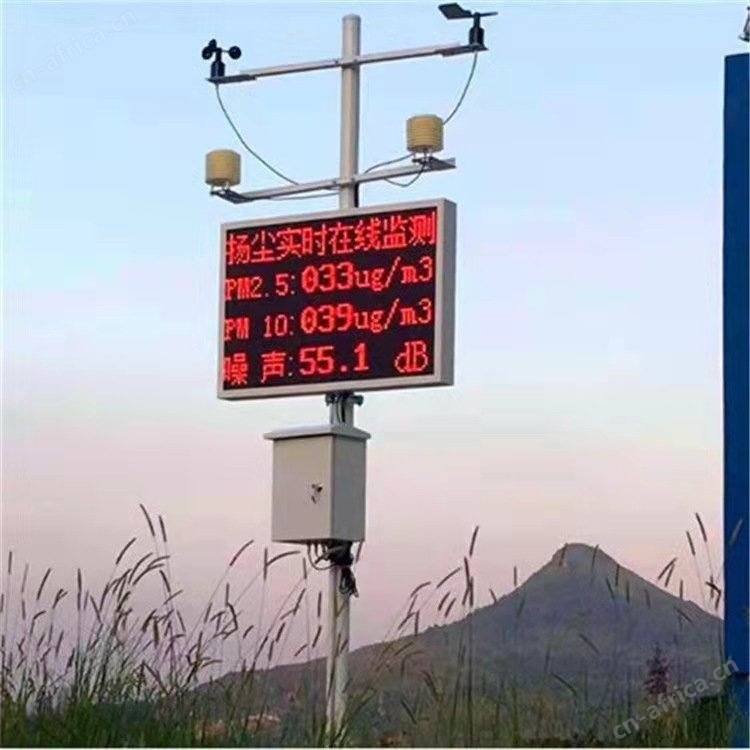 扬尘实时在线监测
PM2.5:033ug/m3
PM 10:039ug/m3
噪 声:55.1 dB
cn-africa.cn
cn-africa.cn